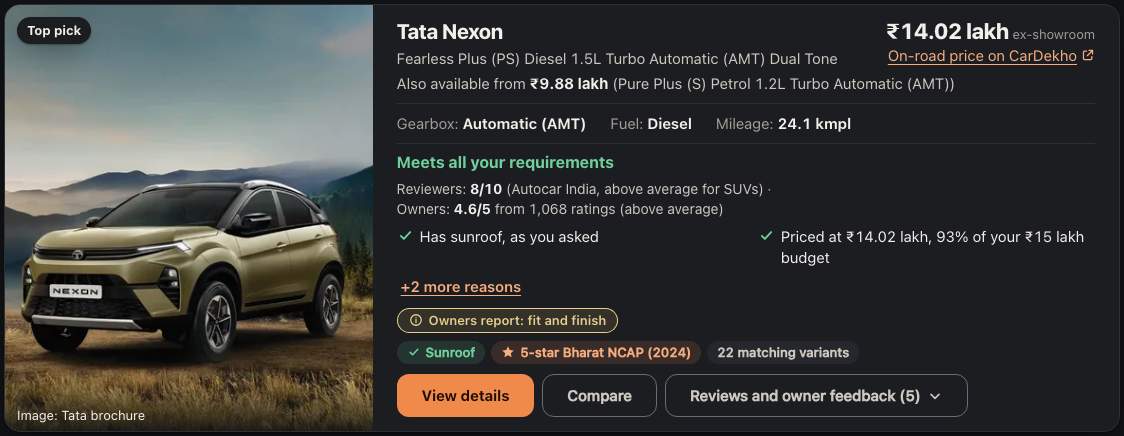 Top pick
Tata Nexon
₹14.02 lakh ex-showroom
Fearless Plus (PS) Diesel 1.5L Turbo Automatic (AMT) Dual Tone
On-road price on CarDekho
Also available from ₹9.88 lakh (Pure Plus (S) Petrol 1.2L Turbo Automatic (AMT))
Gearbox: Automatic (AMT) Fuel: Diesel Mileage: 24.1 kmpl
Meets all your requirements
Reviewers: 8/10 (Autocar India, above average for SUVs) ·
Owners: 4.6/5 from 1,068 ratings (above average)
Has sunroof, as you asked
Priced at ₹14.02 lakh, 93% of your ₹15 lakh
budget
+2 more reasons
Owners report: fit and finish
Sunroof
5-star Bharat NCAP (2024)
22 matching variants
View details
Compare
Reviews and owner feedback (5)
NEXON
Image: Tata brochure